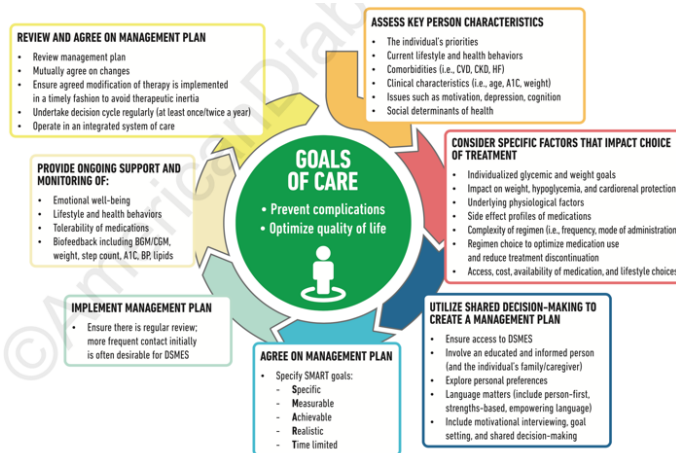 REVIEW AND AGREE ON MANAGEMENT PLAN
• Review management plan
• Mutually agree on changes
• Ensure agreed modification of therapy is implemented
in a timely fashion to avoid therapeutic inertia
• Undertake decision cycle regularly (at least once/twice a year)
• Operate in an integrated system of care
ASSESS KEY PERSON CHARACTERISTICS
• The individual's priorities
• Current lifestyle and health behaviors
• Comorbidities (i.e., CVD, CKD, HF)
• Clinical characteristics (i.e., age, A1C, weight)
• Issues such as motivation, depression, cognition
• Social determinants of health
CONSIDER SPECIFIC FACTORS THAT IMPACT CHOICE
OF TREATMENT
• Individualized glycemic and weight goals
• Impact on weight, hypoglycemia, and cardiorenal protection
• Underlying physiological factors
• Side effect profiles of medications
• Complexity of regimen (i.e., frequency, mode of administration
• Regimen choice to optimize medication use
and reduce treatment discontinuation
• Access, cost, availability of medication, and lifestyle choices
UTILIZE SHARED DECISION-MAKING TO
CREATE A MANAGEMENT PLAN
• Ensure access to DSMES
• Involve an educated and informed person
(and the individual's family/caregiver)
• Explore personal preferences
• Language matters (include person-first,
strengths-based, empowering language)
• Include motivational interviewing, goal
setting, and shared decision-making
AGREE ON MANAGEMENT PLAN
• Specify SMART goals:
- Specific
- Measurable
- Achievable
- Realistic
- Time limited
IMPLEMENT MANAGEMENT PLAN
• Ensure there is regular review;
more frequent contact initially
is often desirable for DSMES
PROVIDE ONGOING SUPPORT AND
MONITORING OF:
• Emotional well-being
• Lifestyle and health behaviors
• Tolerability of medications
• Biofeedback including BGM/CGM,
weight, step count, A1C, BP, lipids
GOALS
OF CARE
• Prevent complications
• Optimize quality of life
©AmericanDiab